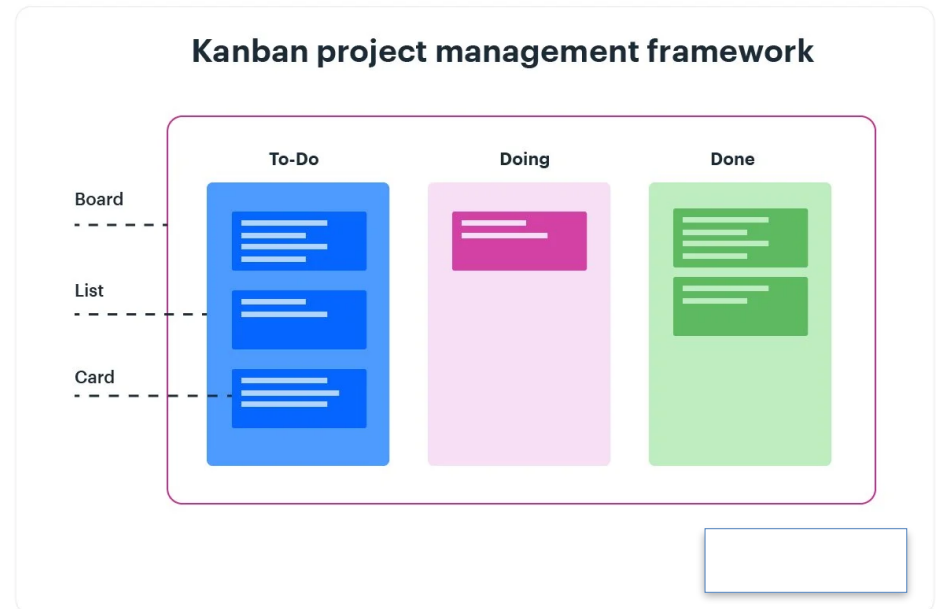 Kanban project management framework
To-Do
Doing
Done
Board
List
Card